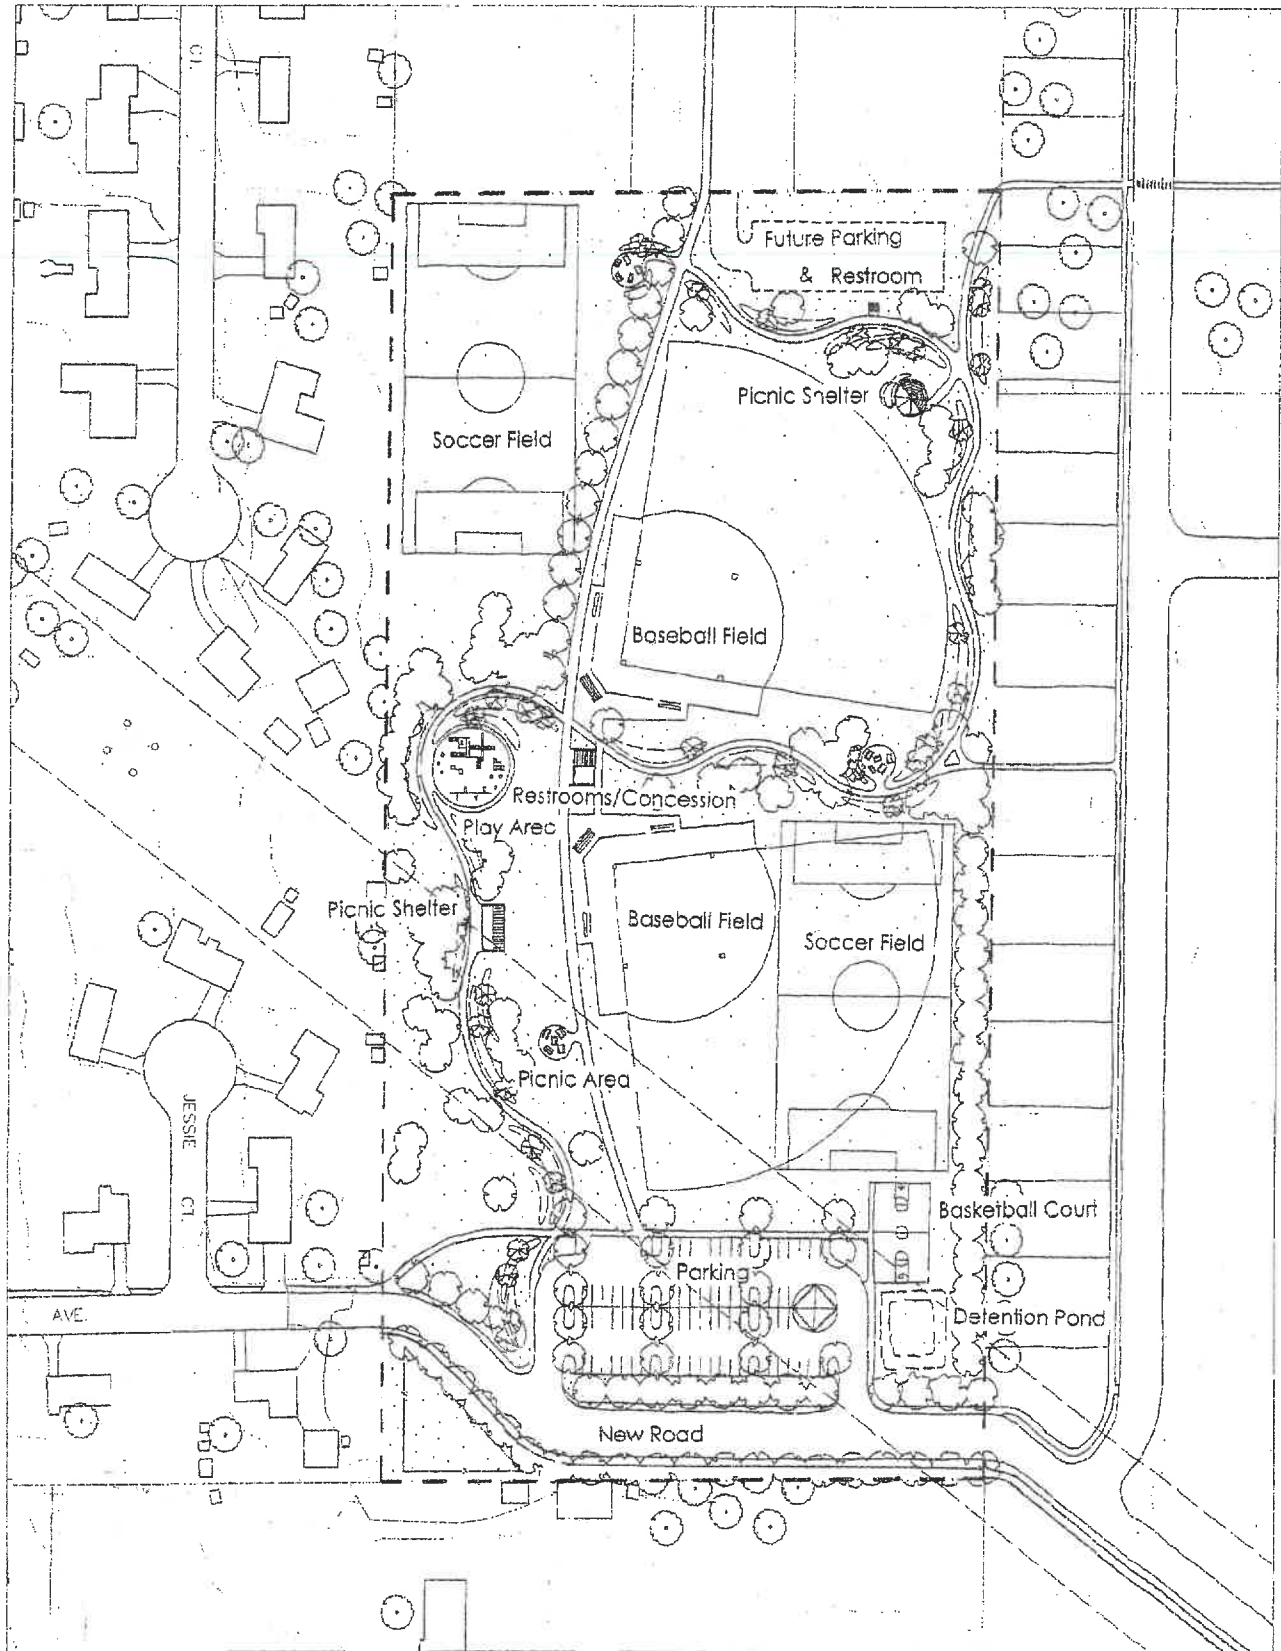 CT.
Future Parking
& Restroom
Picnic Shelter
Soccer Field
Baseball Field
Restrooms/Concession
Play Area
Picnic Shelter
Baseball Field
Soccer Field
Picnic Area
JESSIE CT.
Basketball Court
Parking
AVE.
Detention Pond
New Road